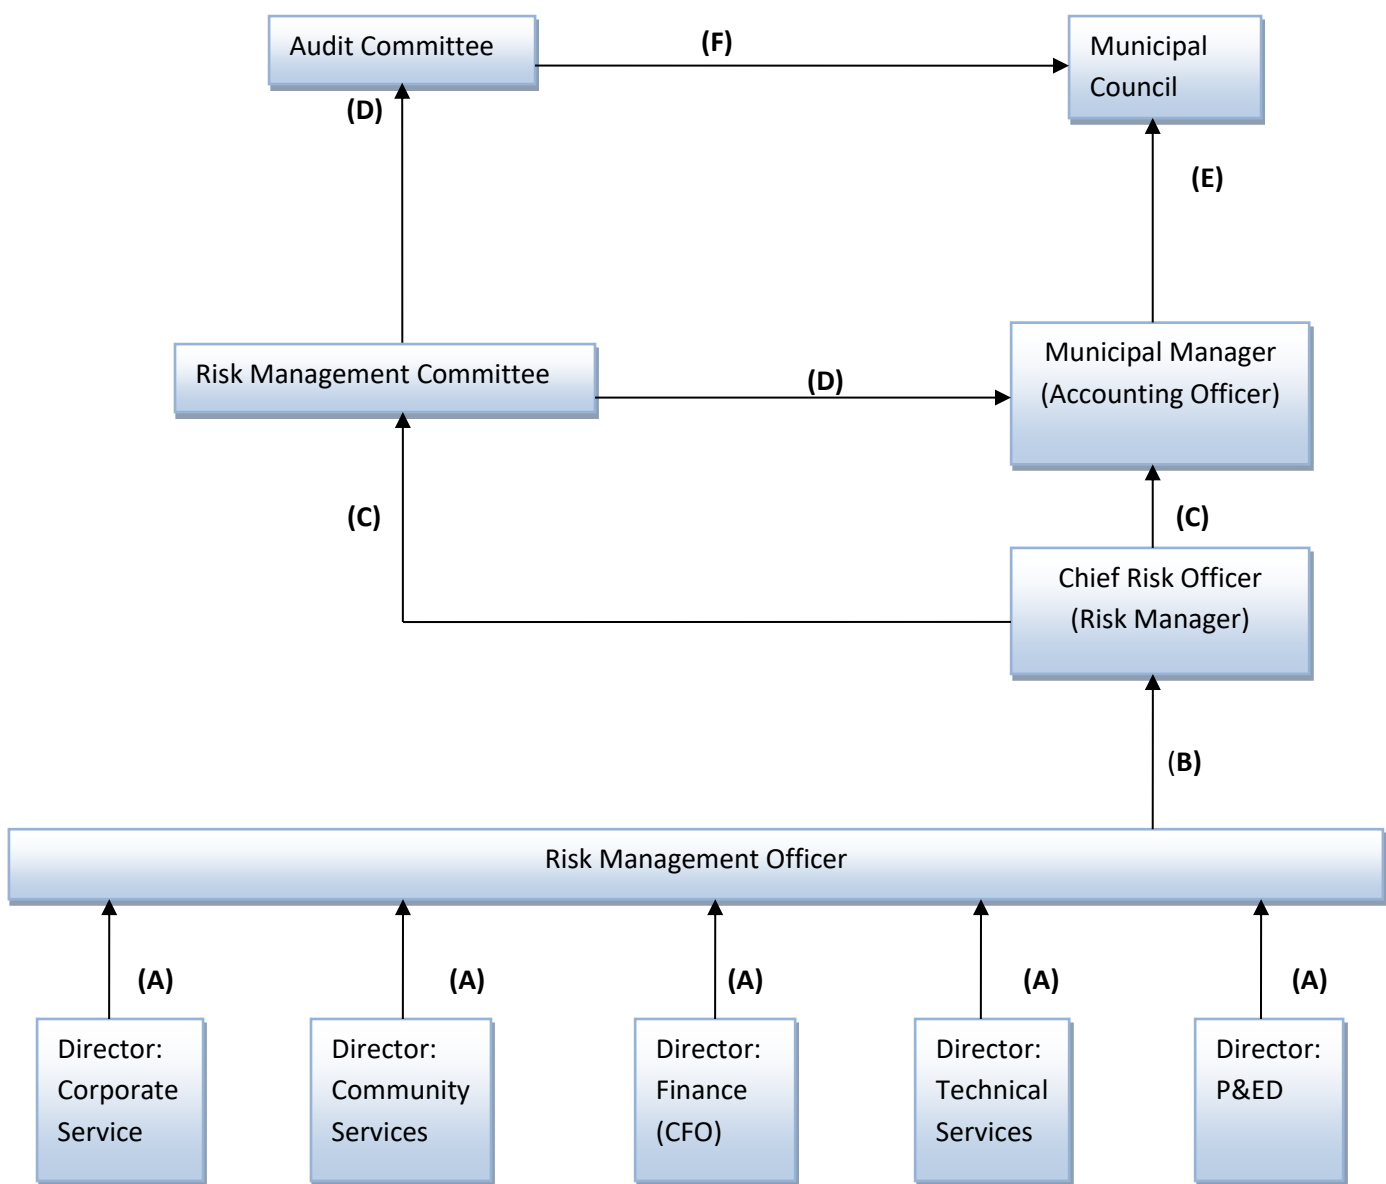 Audit Committee
(F)
Municipal
Council
(D)
(E)
Risk Management Committee
(D)
Municipal Manager
(Accounting Officer)
(C)
(C)
Chief Risk Officer
(Risk Manager)
(B)
Risk Management Officer
(A)
(A)
(A)
(A)
(A)
Director:
Corporate
Service
Director:
Community
Services
Director:
Finance
(CFO)
Director:
Technical
Services
Director:
P&ED